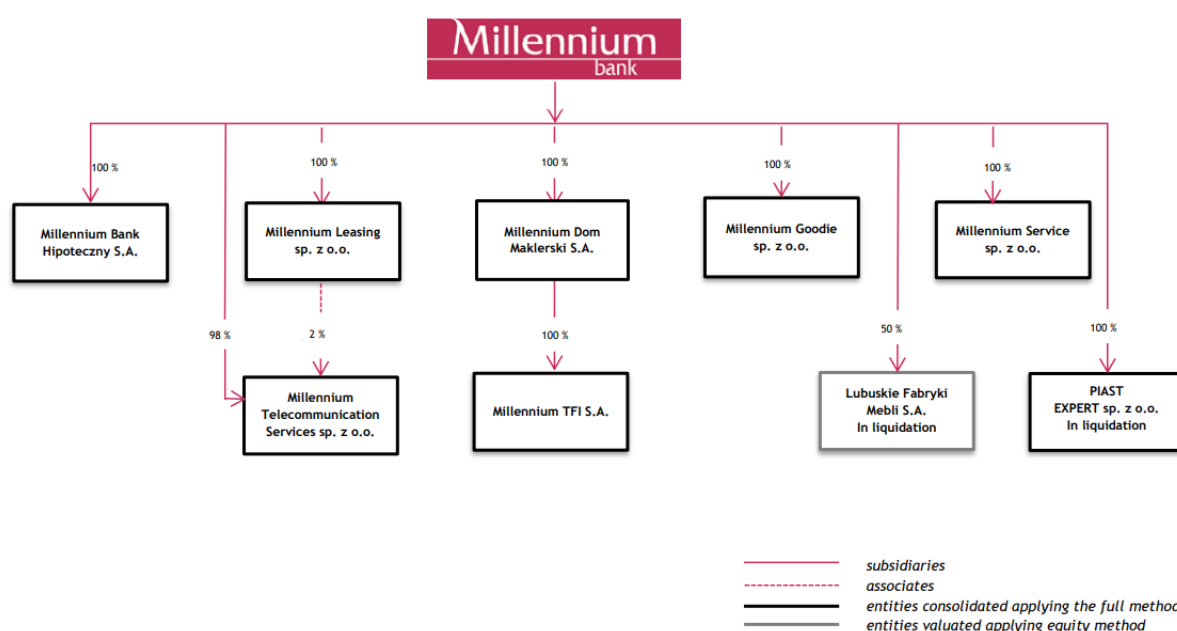 Millennium
bank
100 %
100 %
100 %
100 %
100 %
Millennium Bank
Hipoteczny S.A.
Millennium Leasing
sp. z o.o.
Millennium Dom
Maklerski S.A.
Millennium Goodie
sp. z o.o.
Millennium Service
sp. z o.o.
98 %
2 %
100 %
50 %
100 %
Millennium
Telecommunication
Services sp. z o.o.
Millennium TFI S.A.
Lubuskie Fabryki
Mebli S.A.
In liquidation
PIAST
EXPERT sp. z o.o.
In liquidation
subsidiaries
associates
entities consolidated applying the full method
entities valuated applying equity method